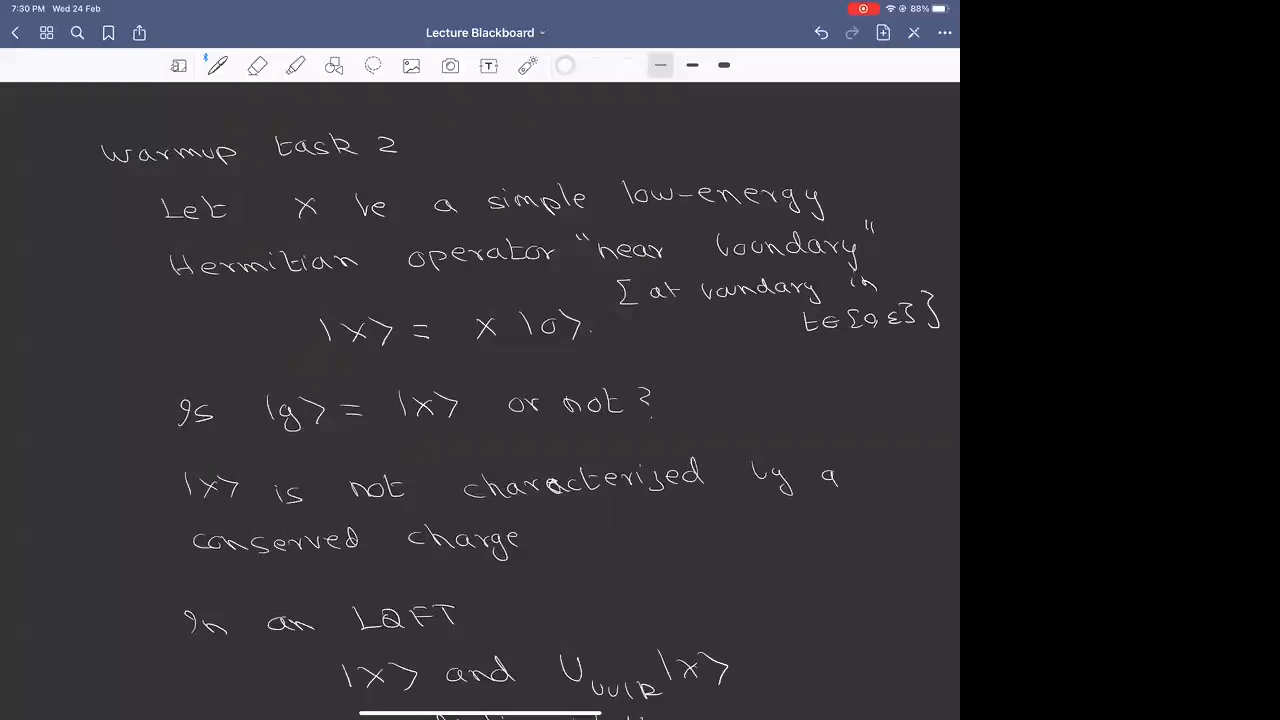 7:30 PM Wed 24 Feb
88%
Lecture Blackboard
Warmup task 2
Let X be a simple low-energy
Hermitian operator "near boundary"
[at boundary in
t∈{0,ε}]
|X> = X |0>.
Is |g> = |X> or not?
|X> is not characterized by a
conserved charge
In an LQFT
|X> and U_bulk |X>